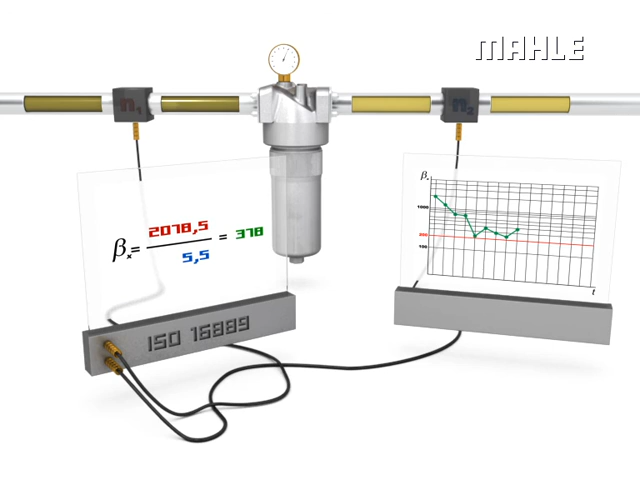 MAHLE
n1
n2
βx= 2078,5 / 5,5 = 378
βx
1000
200
100
t
ISO 16889